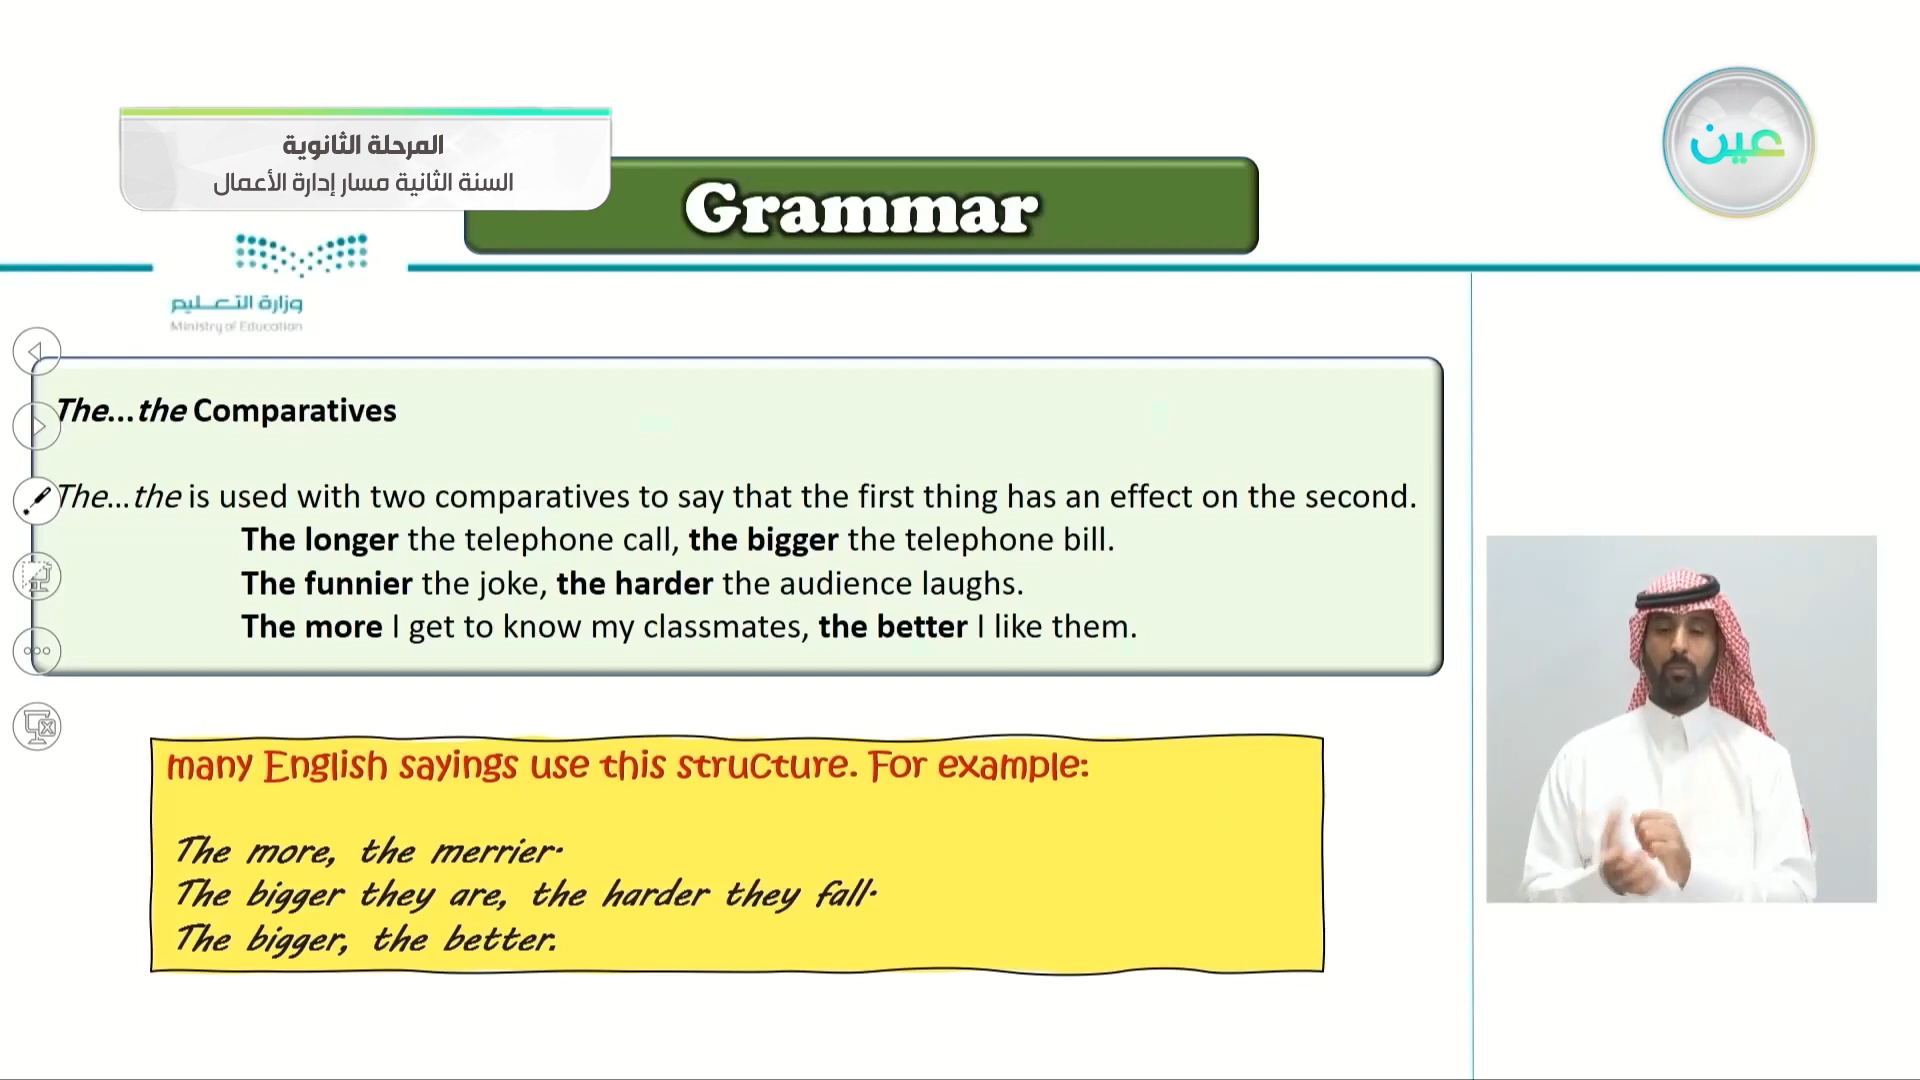 المرحلة الثانوية
السنة الثانية مسار إدارة الأعمال
عين
Grammar
وزارة التعليم
Ministry of Education
The...the Comparatives
The...the is used with two comparatives to say that the first thing has an effect on the second.
The longer the telephone call, the bigger the telephone bill.
The funnier the joke, the harder the audience laughs.
The more I get to know my classmates, the better I like them.
many English sayings use this structure. For example:
The more, the merrier.
The bigger they are, the harder they fall.
The bigger, the better.